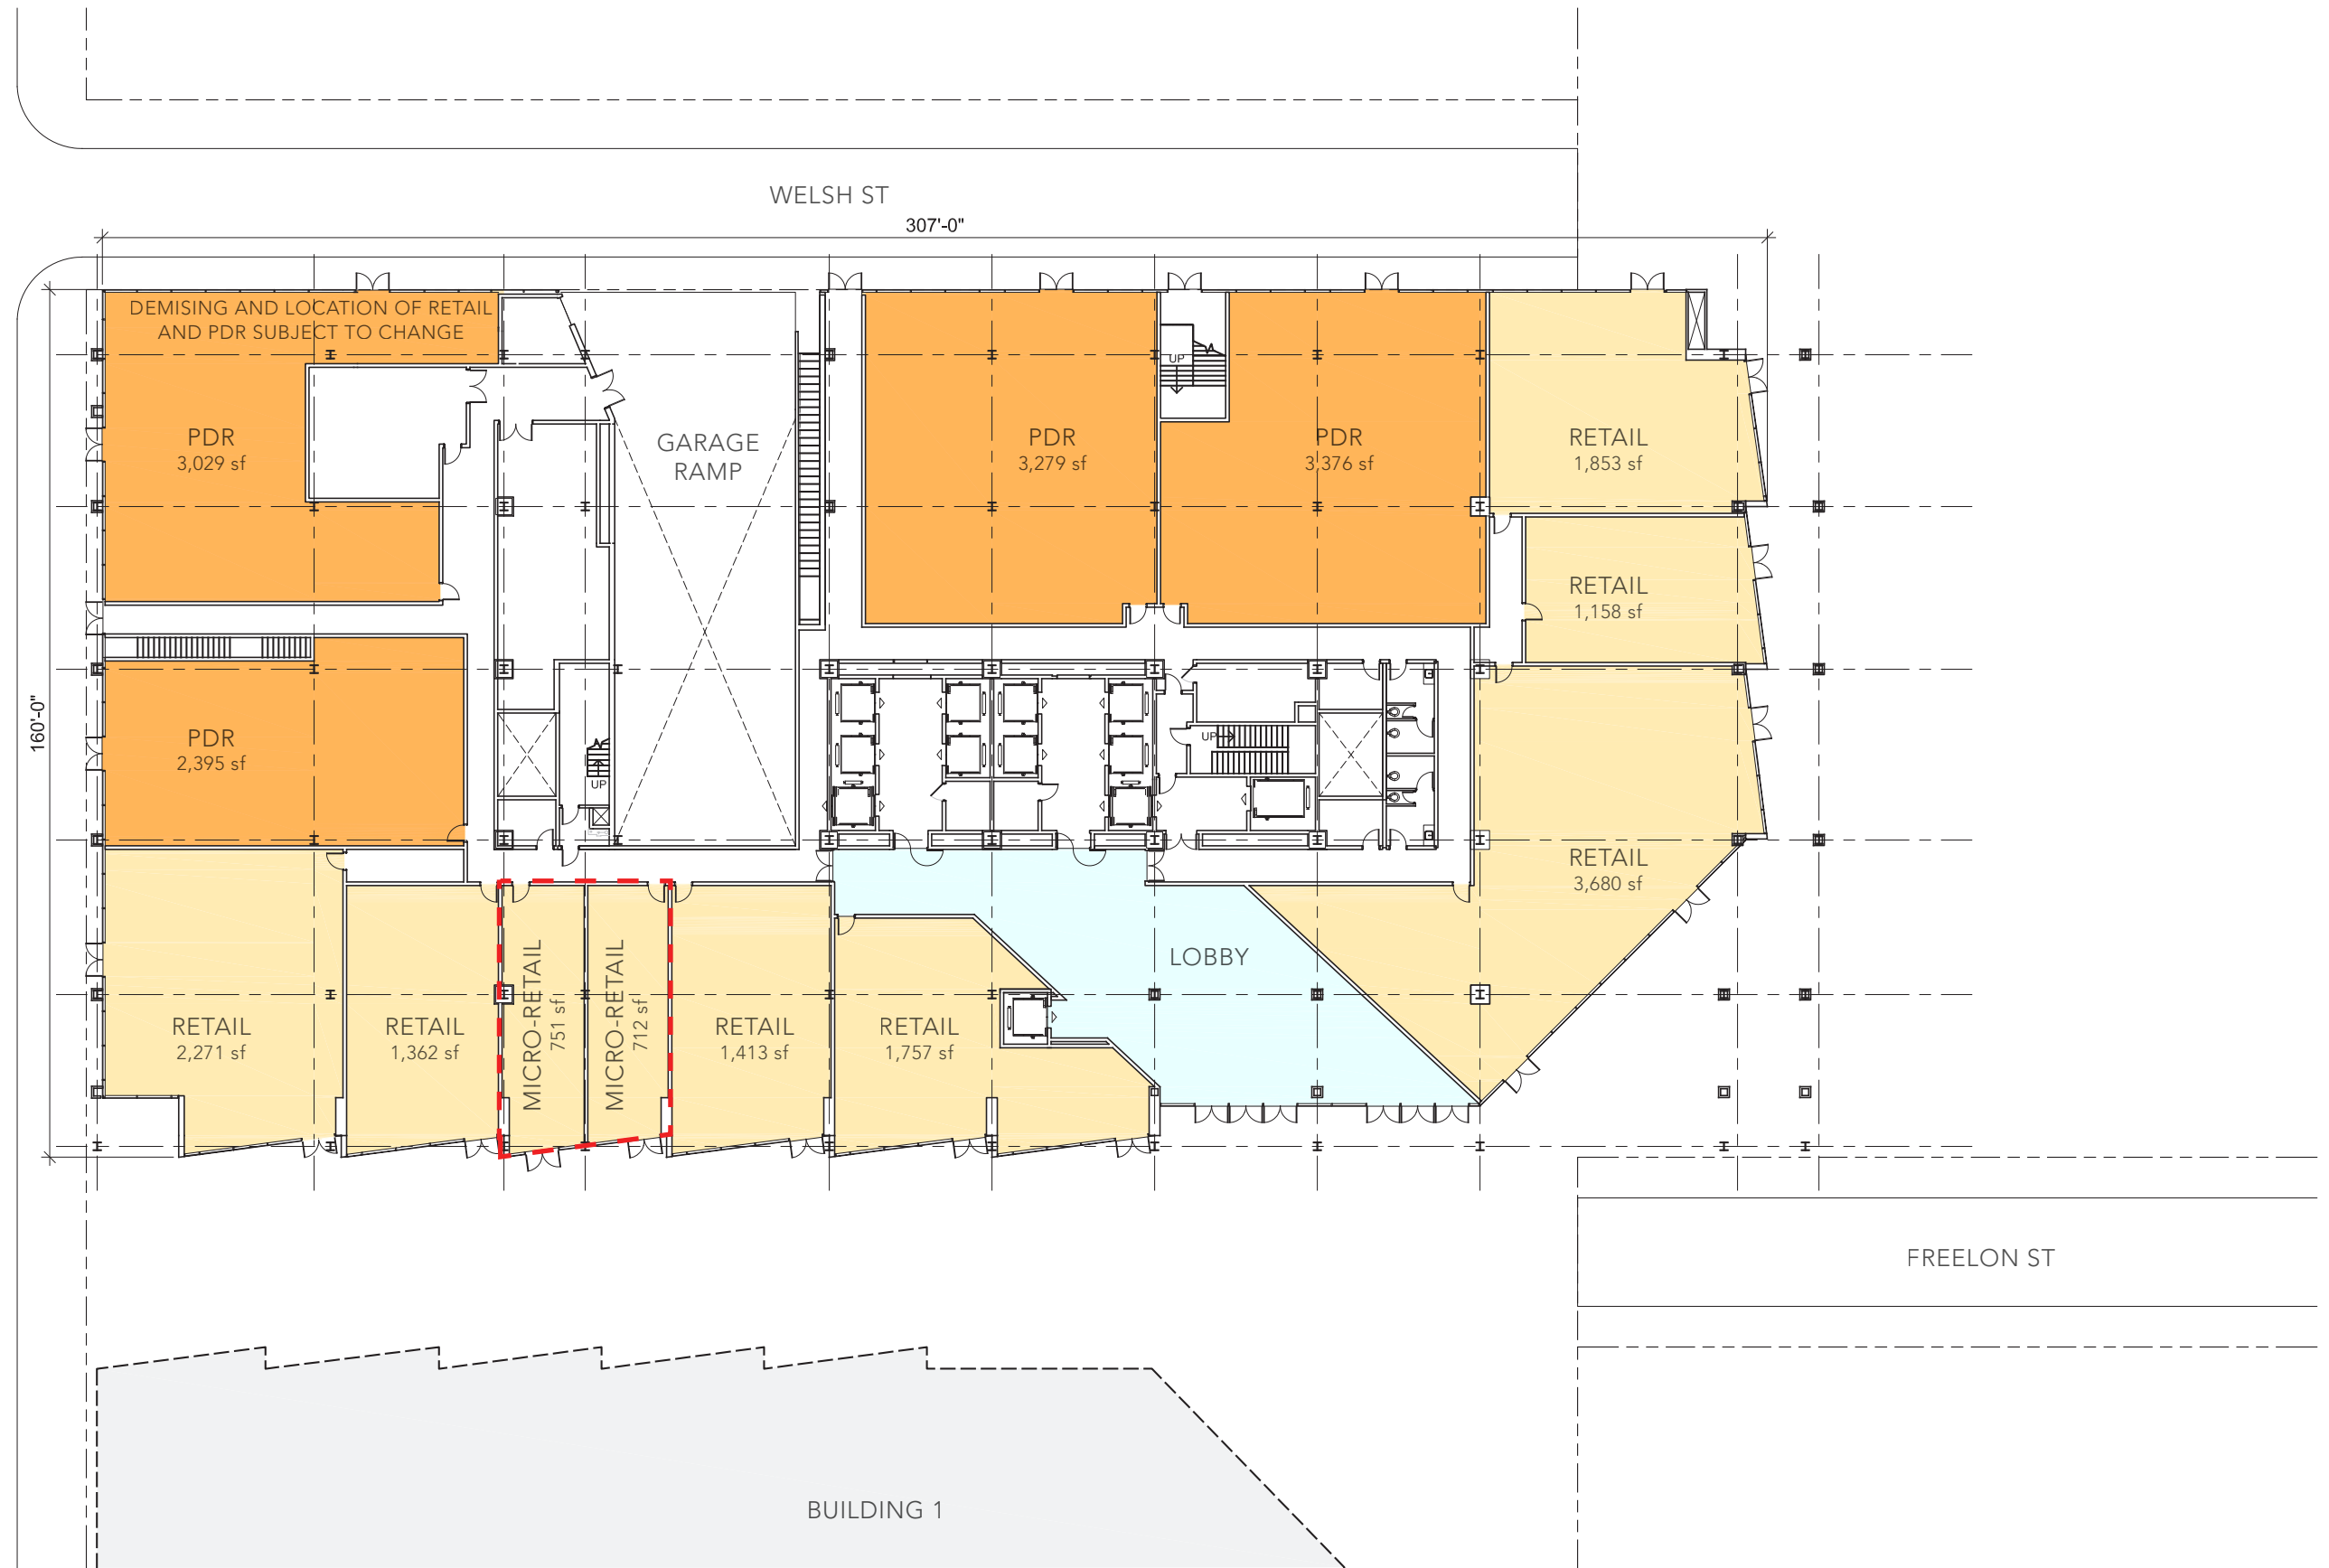 WELSH ST
307'-0"
DEMISING AND LOCATION OF RETAIL
AND PDR SUBJECT TO CHANGE
UP
PDR
3,029 sf
GARAGE
RAMP
PDR
3,279 sf
PDR
3,376 sf
RETAIL
1,853 sf
RETAIL
1,158 sf
160'-0"
PDR
2,395 sf
UP
UP
RETAIL
3,680 sf
LOBBY
RETAIL
2,271 sf
RETAIL
1,362 sf
MICRO-RETAIL
751 sf
MICRO-RETAIL
712 sf
RETAIL
1,413 sf
RETAIL
1,757 sf
FREELON ST
BUILDING 1